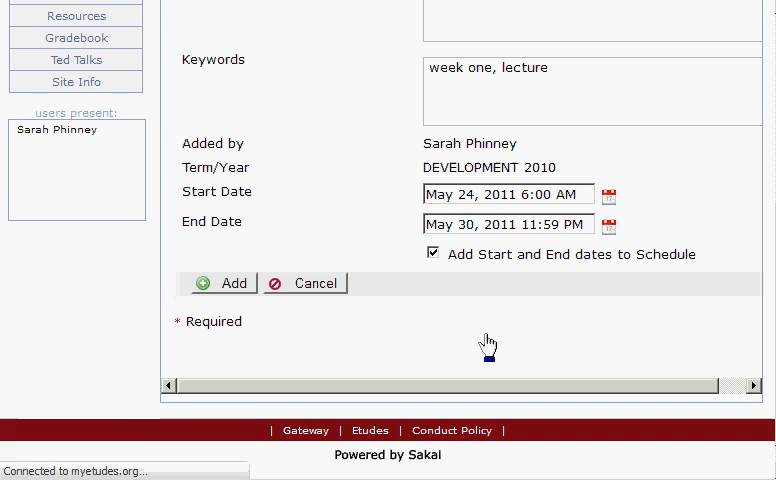 Resources
Gradebook
Ted Talks
Site Info
users present:
Sarah Phinney
Keywords
week one, lecture
Added by Sarah Phinney
Term/Year DEVELOPMENT 2010
Start Date May 24, 2011 6:00 AM
End Date May 30, 2011 11:59 PM
Add Start and End dates to Schedule
Add Cancel
* Required
| Gateway | Etudes | Conduct Policy |
Powered by Sakai
Connected to myetudes.org...